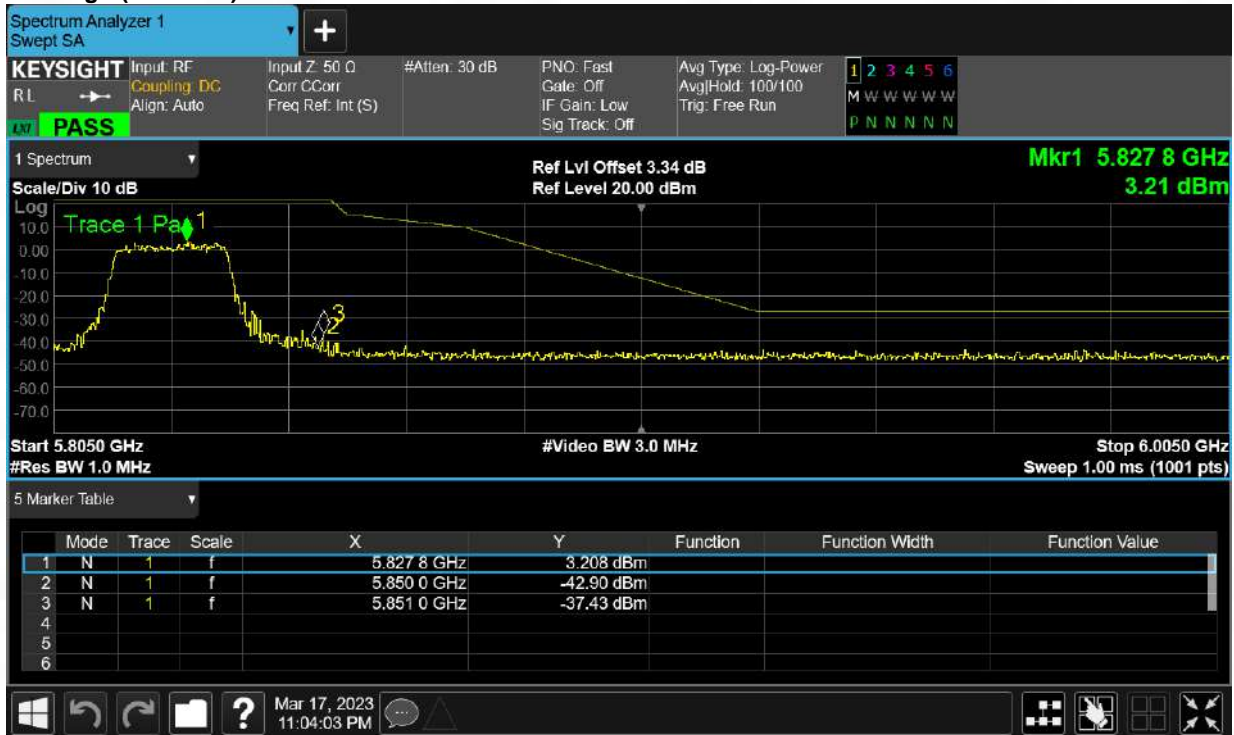 Spectrum Analyzer 1
Swept SA
+
KEYSIGHT Input: RF Input Z: 50 Ω #Atten: 30 dB PNO: Fast Avg Type: Log-Power 1 2 3 4 5 6
RL Coupling: DC Corr CCorr Gate: Off Avg|Hold: 100/100 M W W W W W
Align: Auto Freq Ref: Int (S) IF Gain: Low Trig: Free Run
LXI PASS Sig Track: Off P N N N N N
1 Spectrum Ref Lvl Offset 3.34 dB Mkr1 5.827 8 GHz
Scale/Div 10 dB Ref Level 20.00 dBm 3.21 dBm
Log
Trace 1 Pa 1
10.0
0.00
-10.0
-20.0
-30.0
3
2
-40.0
-50.0
-60.0
-70.0
Start 5.8050 GHz #Video BW 3.0 MHz Stop 6.0050 GHz
#Res BW 1.0 MHz Sweep 1.00 ms (1001 pts)
5 Marker Table
Mode Trace Scale X Y Function Function Width Function Value
1 N 1 f 5.827 8 GHz 3.208 dBm
2 N 1 f 5.850 0 GHz -42.90 dBm
3 N 1 f 5.851 0 GHz -37.43 dBm
4
5
6
? Mar 17, 2023
11:04:03 PM